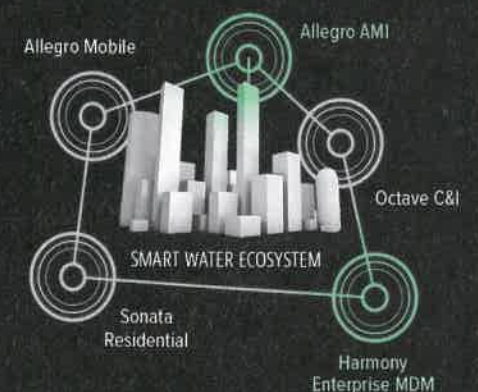 Allegro Mobile
Allegro AMI
Octave C&I
SMART WATER ECOSYSTEM
Sonata
Residential
Harmony
Enterprise MDM